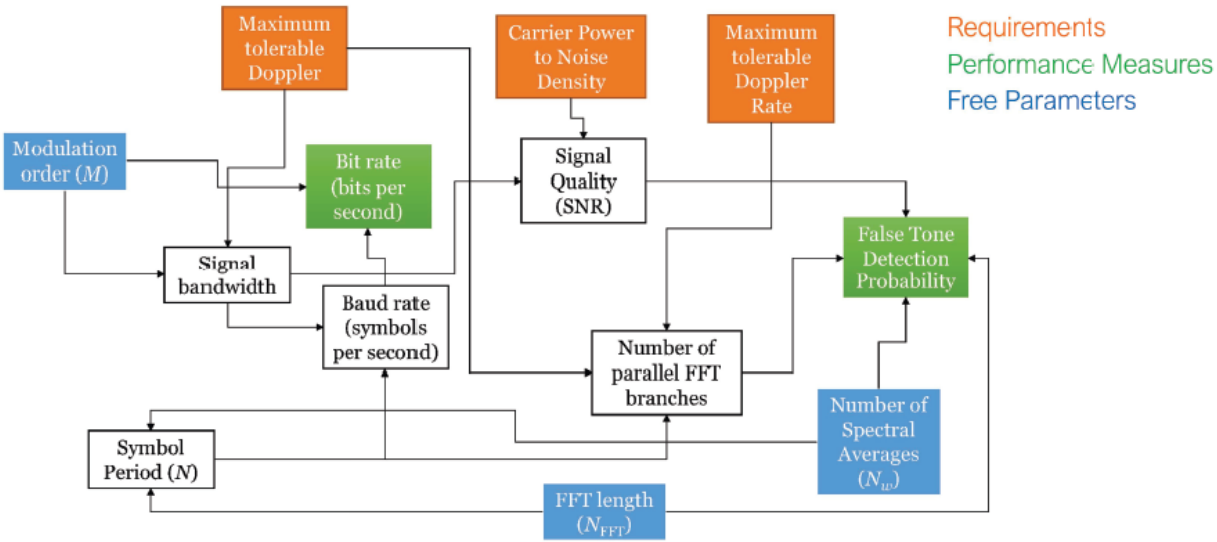 Maximum
tolerable
Doppler
Carrier Power
to Noise
Density
Maximum
tolerable
Doppler
Rate
Requirements
Performance Measures
Free Parameters
Modulation
order (M)
Bit rate
(bits per
second)
Signal
Quality
(SNR)
False Tone
Detection
Probability
Signal
bandwidth
Baud rate
(symbols
per second)
Number of
parallel FFT
branches
Number of
Spectral
Averages
(N_w)
Symbol
Period (N)
FFT length
(N_FFT)